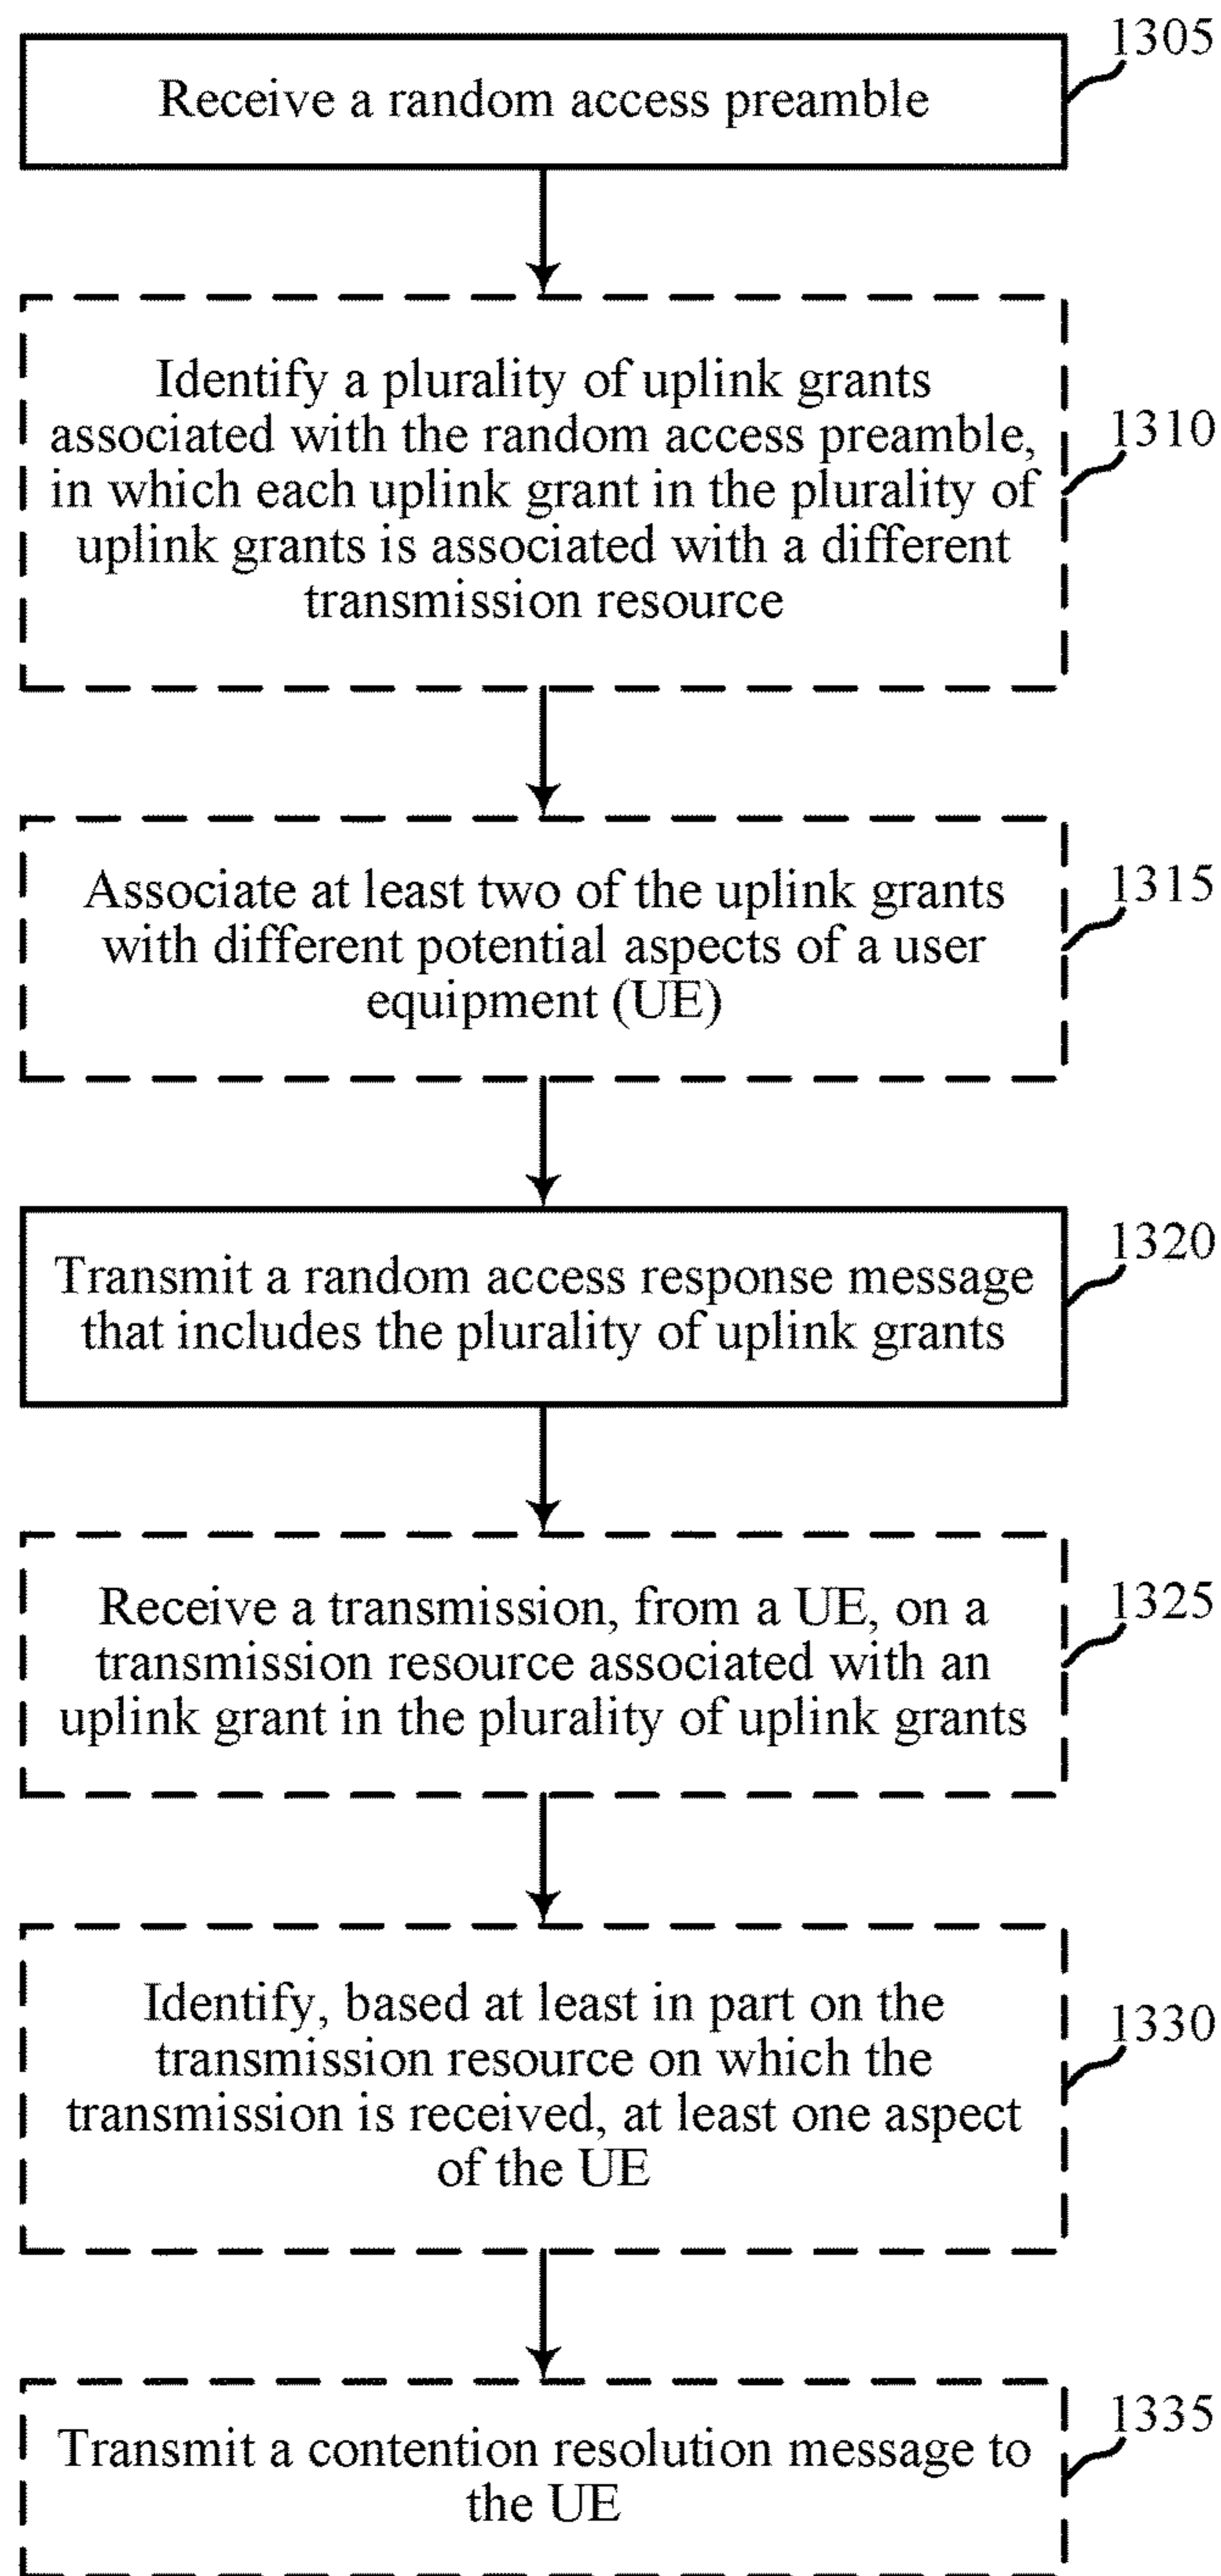 1305
Receive a random access preamble
Identify a plurality of uplink grants
associated with the random access preamble,
in which each uplink grant in the plurality of
uplink grants is associated with a different
transmission resource
1310
Associate at least two of the uplink grants
with different potential aspects of a user
equipment (UE)
1315
Transmit a random access response message
that includes the plurality of uplink grants
1320
Receive a transmission, from a UE, on a
transmission resource associated with an
uplink grant in the plurality of uplink grants
1325
Identify, based at least in part on the
transmission resource on which the
transmission is received, at least one aspect
of the UE
1330
Transmit a contention resolution message to
the UE
1335